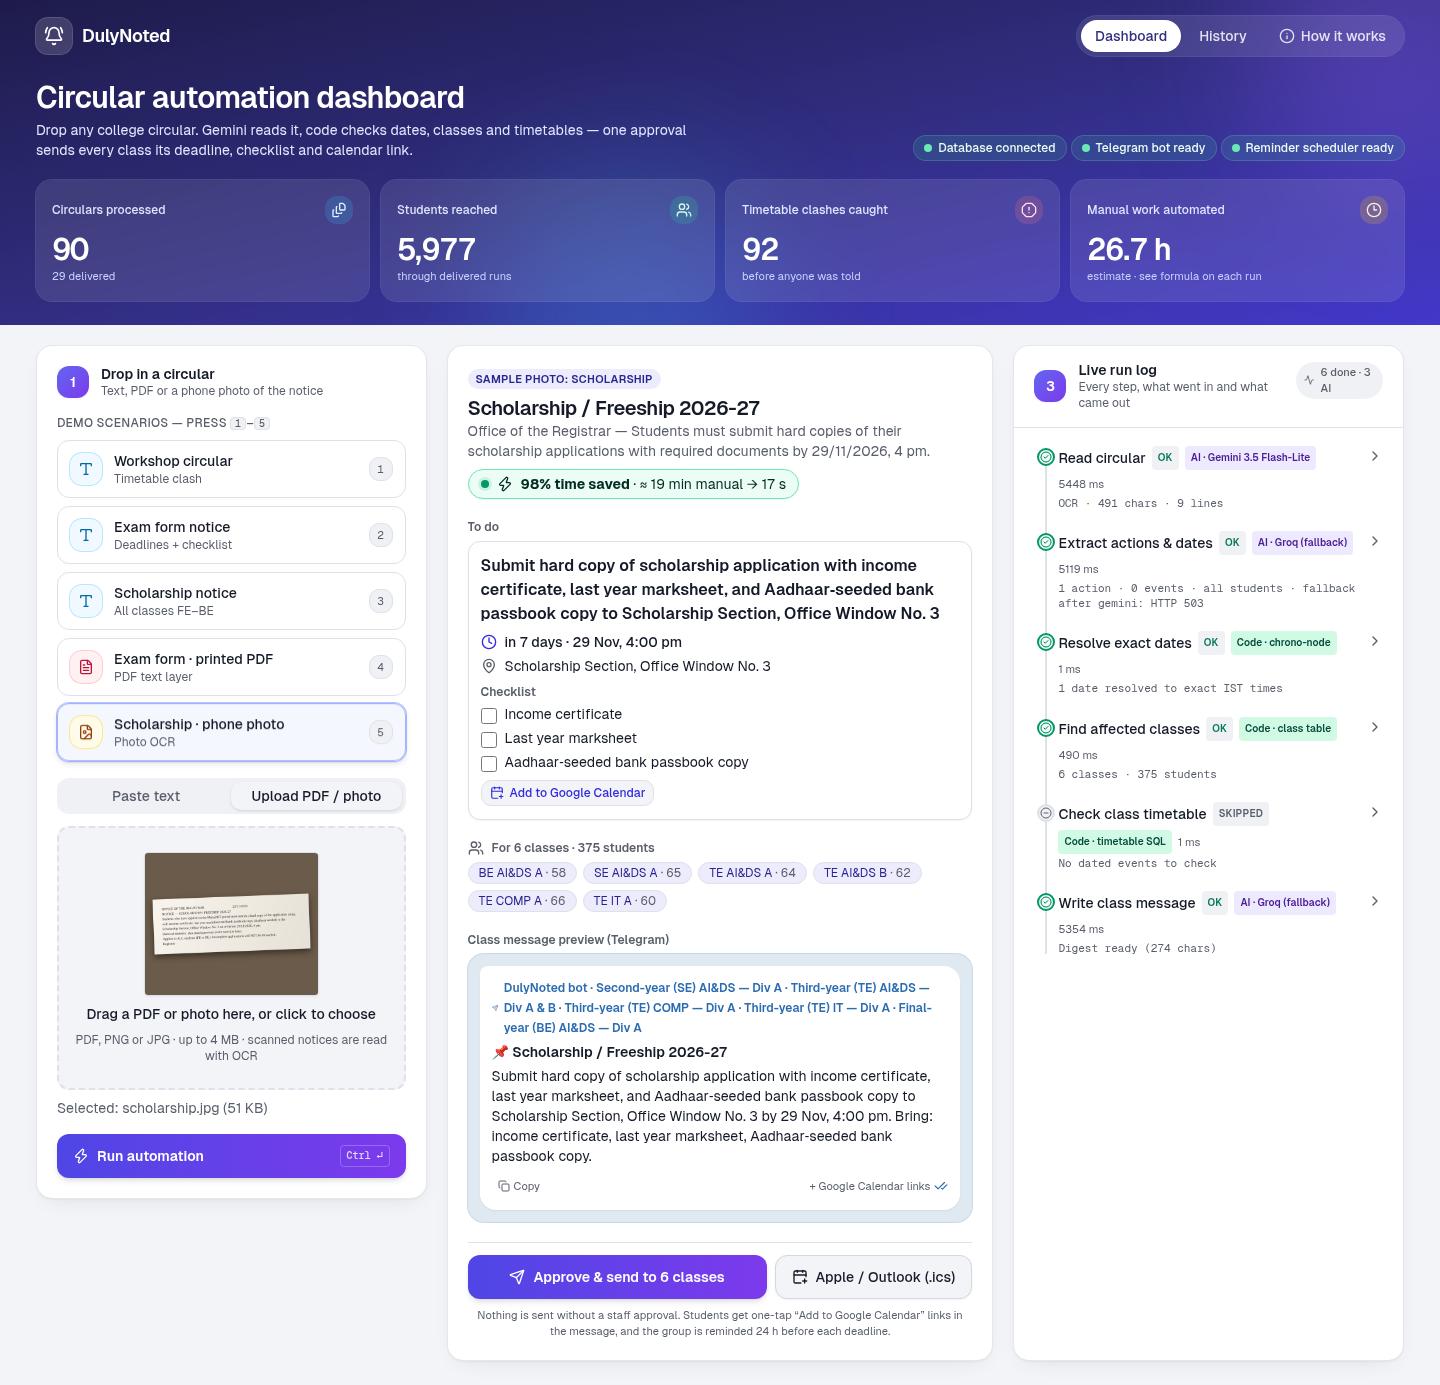 DulyNoted
Dashboard
History
How it works
Circular automation dashboard
Drop any college circular. Gemini reads it, code checks dates, classes and timetables — one approval
sends every class its deadline, checklist and calendar link.
Database connected
Telegram bot ready
Reminder scheduler ready
Circulars processed
90
29 delivered
Students reached
5,977
through delivered runs
Timetable clashes caught
92
before anyone was told
Manual work automated
26.7 h
estimate · see formula on each run
1
Drop in a circular
Text, PDF or a phone photo of the notice
DEMO SCENARIOS — PRESS 1–5
Workshop circular
Timetable clash
1
Exam form notice
Deadlines + checklist
2
Scholarship notice
All classes FE–BE
3
Exam form · printed PDF
PDF text layer
4
Scholarship · phone photo
Photo OCR
5
Paste text
Upload PDF / photo
Drag a PDF or photo here, or click to choose
PDF, PNG or JPG · up to 4 MB · scanned notices are read
with OCR
Selected: scholarship.jpg (51 KB)
Run automation
Ctrl ⏎
SAMPLE PHOTO: SCHOLARSHIP
Scholarship / Freeship 2026-27
Office of the Registrar — Students must submit hard copies of their
scholarship applications with required documents by 29/11/2026, 4 pm.
98% time saved · ≈ 19 min manual → 17 s
To do
Submit hard copy of scholarship application with income
certificate, last year marksheet, and Aadhaar-seeded bank
passbook copy to Scholarship Section, Office Window No. 3
in 7 days · 29 Nov, 4:00 pm
Scholarship Section, Office Window No. 3
Checklist
Income certificate
Last year marksheet
Aadhaar-seeded bank passbook copy
Add to Google Calendar
For 6 classes · 375 students
BE AI&DS A · 58
SE AI&DS A · 65
TE AI&DS A · 64
TE AI&DS B · 62
TE COMP A · 66
TE IT A · 60
Class message preview (Telegram)
DulyNoted bot · Second-year (SE) AI&DS — Div A · Third-year (TE) AI&DS —
Div A & B · Third-year (TE) COMP — Div A · Third-year (TE) IT — Div A · Final-
year (BE) AI&DS — Div A
📌 Scholarship / Freeship 2026-27
Submit hard copy of scholarship application with income certificate,
last year marksheet, and Aadhaar-seeded bank passbook copy to
Scholarship Section, Office Window No. 3 by 29 Nov, 4:00 pm. Bring:
income certificate, last year marksheet, Aadhaar-seeded bank
passbook copy.
Copy
+ Google Calendar links
Approve & send to 6 classes
Apple / Outlook (.ics)
Nothing is sent without a staff approval. Students get one-tap “Add to Google Calendar” links in
the message, and the group is reminded 24 h before each deadline.
3
Live run log
Every step, what went in and what
came out
6 done · 3
AI
Read circular OK AI · Gemini 3.5 Flash-Lite
5448 ms
OCR · 491 chars · 9 lines
Extract actions & dates OK AI · Groq (fallback)
5119 ms
1 action · 0 events · all students · fallback
after gemini: HTTP 503
Resolve exact dates OK Code · chrono-node
1 ms
1 date resolved to exact IST times
Find affected classes OK Code · class table
490 ms
6 classes · 375 students
Check class timetable SKIPPED
Code · timetable SQL 1 ms
No dated events to check
Write class message OK AI · Groq (fallback)
5354 ms
Digest ready (274 chars)